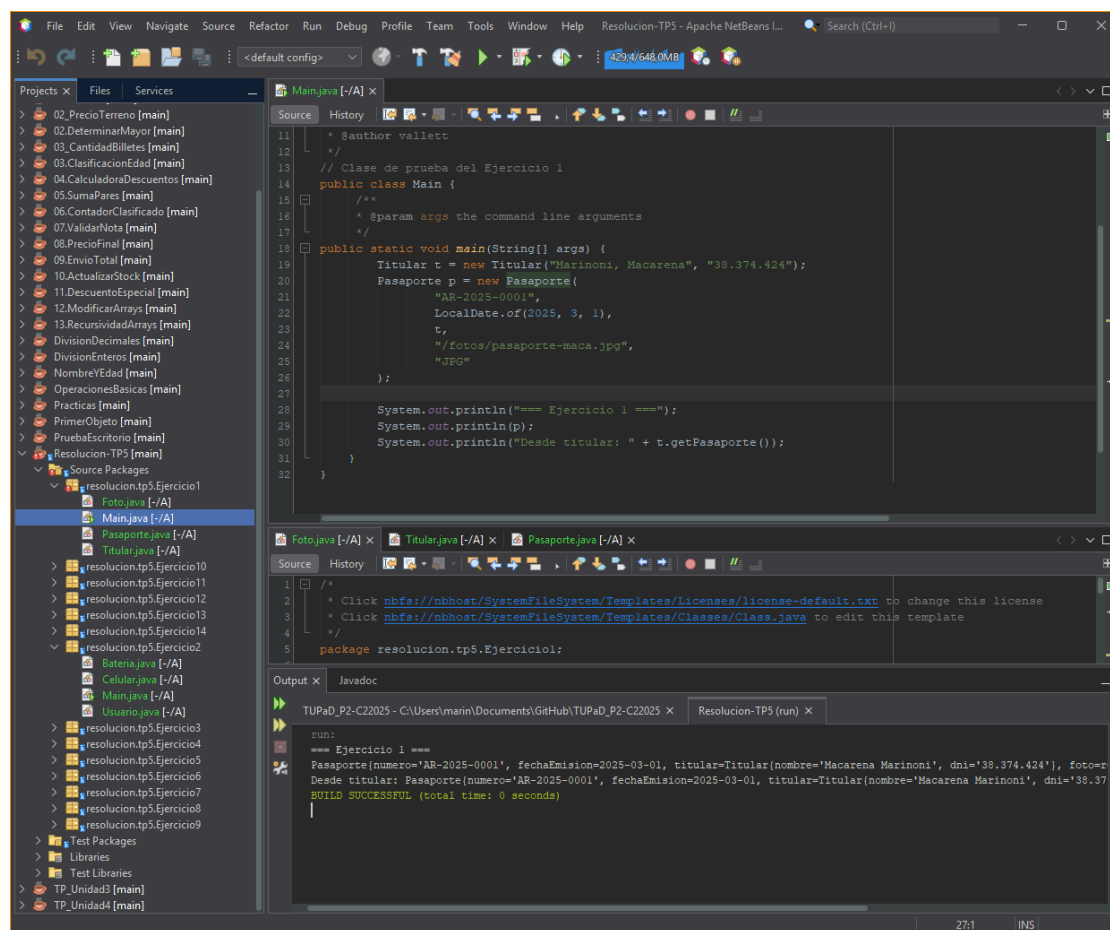 File Edit View Navigate Source Refactor Run Debug Profile Team Tools Window Help Resolucion-TP5 - Apache NetBeans I... Search (Ctrl+I)
<default config> 429,4/648,0MB
Projects Files Services
02_PrecioTerreno [main]
02.DeterminarMayor [main]
03_CantidadBilletes [main]
03.ClasificacionEdad [main]
04.CalculadoraDescuentos [main]
05.SumaPares [main]
06.ContadorClasificado [main]
07.ValidarNota [main]
08.PrecioFinal [main]
09.EnvioTotal [main]
10.ActualizarStock [main]
11.DescuentoEspecial [main]
12.ModificarArrays [main]
13.RecursividadArrays [main]
DivisionDecimales [main]
DivisionEnteros [main]
NombreYEdad [main]
OperacionesBasicas [main]
Practicas [main]
PrimerObjeto [main]
PruebaEscritorio [main]
Resolucion-TP5 [main]
Source Packages
resolucion.tp5.Ejercicio1
Foto.java [-/A]
Main.java [-/A]
Pasaporte.java [-/A]
Titular.java [-/A]
resolucion.tp5.Ejercicio10
resolucion.tp5.Ejercicio11
resolucion.tp5.Ejercicio12
resolucion.tp5.Ejercicio13
resolucion.tp5.Ejercicio14
resolucion.tp5.Ejercicio2
Bateria.java [-/A]
Celular.java [-/A]
Main.java [-/A]
Usuario.java [-/A]
resolucion.tp5.Ejercicio3
resolucion.tp5.Ejercicio4
resolucion.tp5.Ejercicio5
resolucion.tp5.Ejercicio6
resolucion.tp5.Ejercicio7
resolucion.tp5.Ejercicio8
resolucion.tp5.Ejercicio9
Test Packages
Libraries
Test Libraries
TP_Unidad3 [main]
TP_Unidad4 [main]
Main.java [-/A]
Source History
11 * @author vallett
12 */
13 // Clase de prueba del Ejercicio 1
14 public class Main {
15 /**
16 * @param args the command line arguments
17 */
18 public static void main(String[] args) {
19 Titular t = new Titular("Marinoni, Macarena", "38.374.424");
20 Pasaporte p = new Pasaporte(
21 "AR-2025-0001",
22 LocalDate.of(2025, 3, 1),
23 t,
24 "/fotos/pasaporte-maca.jpg",
25 "JPG"
26 );
27
28 System.out.println("=== Ejercicio 1 ===");
29 System.out.println(p);
30 System.out.println("Desde titular: " + t.getPasaporte());
31 }
32 }
Foto.java [-/A] Titular.java [-/A] Pasaporte.java [-/A]
Source History
1 /*
2 * Click nbfs://nbhost/SystemFileSystem/Templates/Licenses/license-default.txt to change this license
3 * Click nbfs://nbhost/SystemFileSystem/Templates/Classes/Class.java to edit this template
4 */
5 package resolucion.tp5.Ejercicio1;
Output Javadoc
TUPaD_P2-C22025 - C:\Users\marin\Documents\GitHub\TUPaD_P2-C22025 Resolucion-TP5 (run)
run:
=== Ejercicio 1 ===
Pasaporte{numero='AR-2025-0001', fechaEmision=2025-03-01, titular=Titular{nombre='Macarena Marinoni', dni='38.374.424'}, foto=r
Desde titular: Pasaporte{numero='AR-2025-0001', fechaEmision=2025-03-01, titular=Titular{nombre='Macarena Marinoni', dni='38.37
BUILD SUCCESSFUL (total time: 0 seconds)
27:1 INS